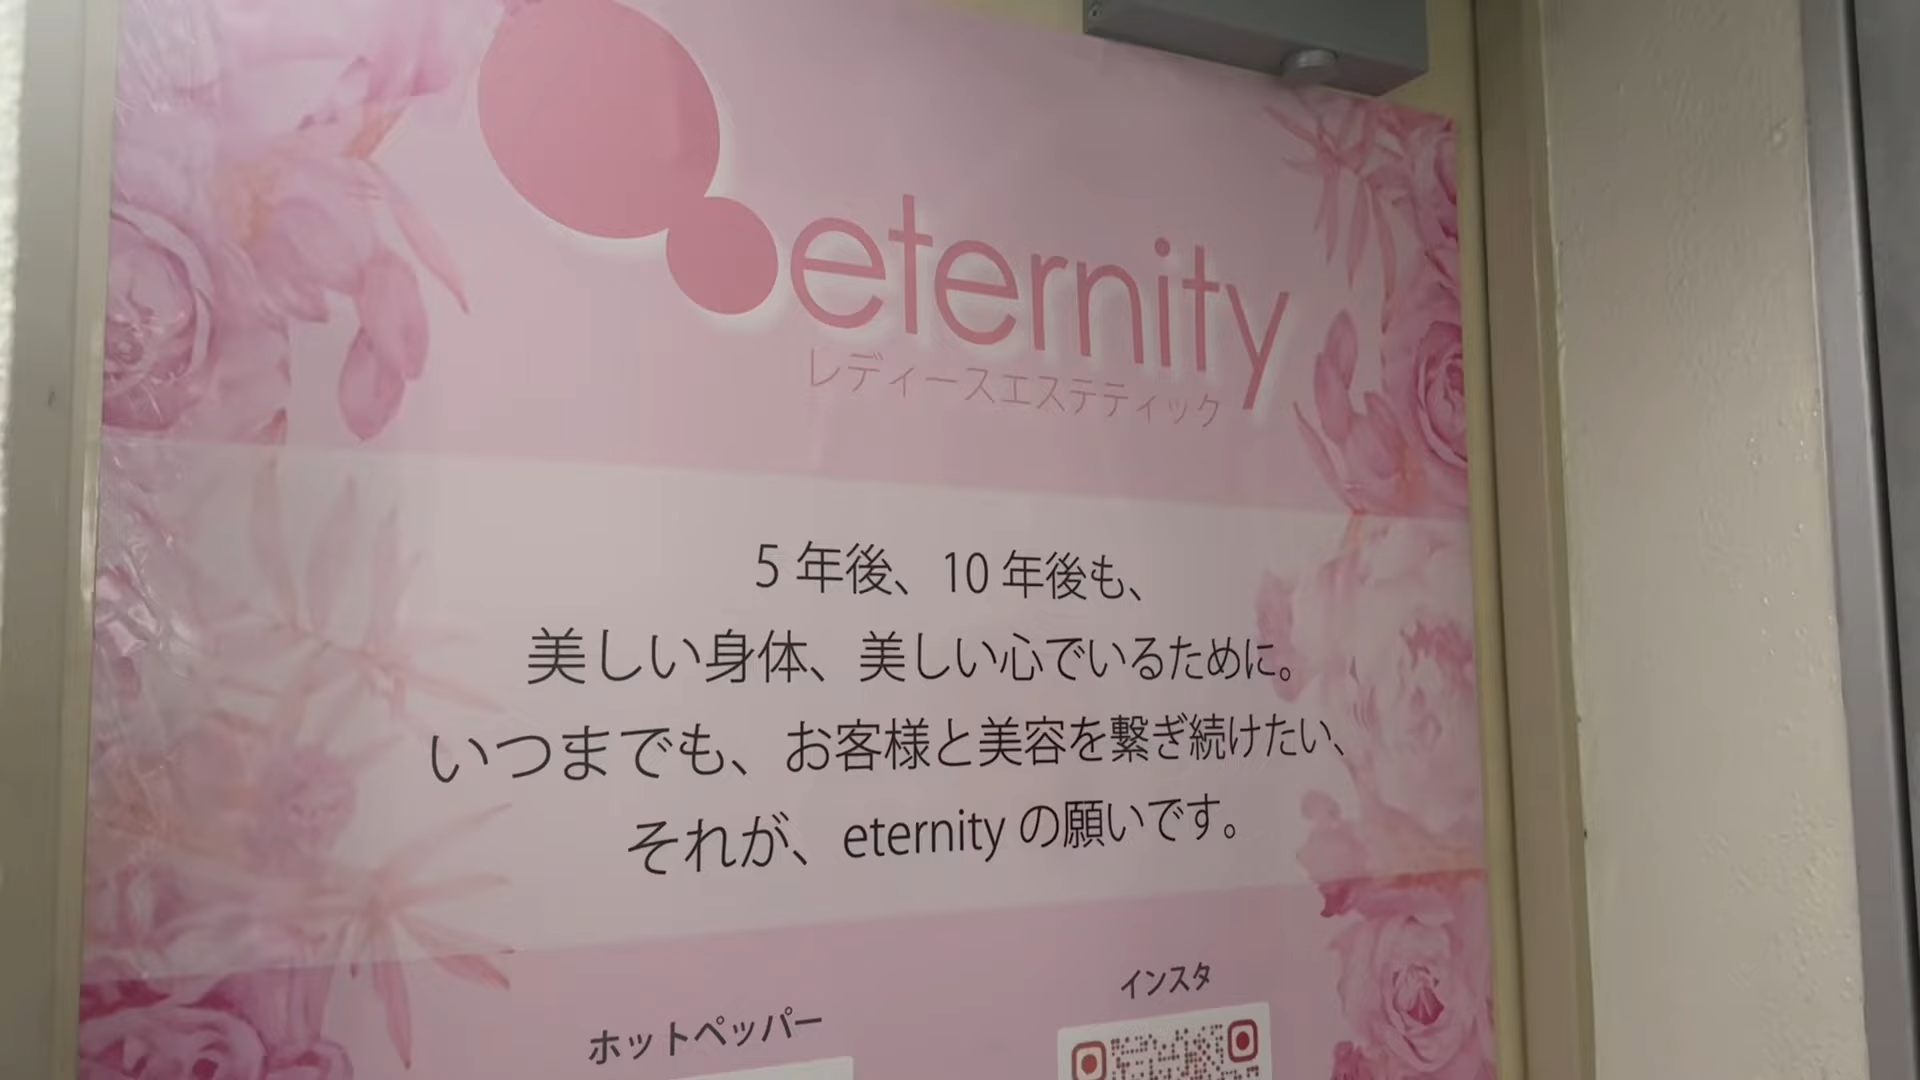 eternity
レディースエステティック
5年後、10年後も、
美しい身体、美しい心でいるために。
いつまでも、お客様と美容を繋ぎ続けたい、
それが、eternityの願いです。
インスタ
ホットペッパー